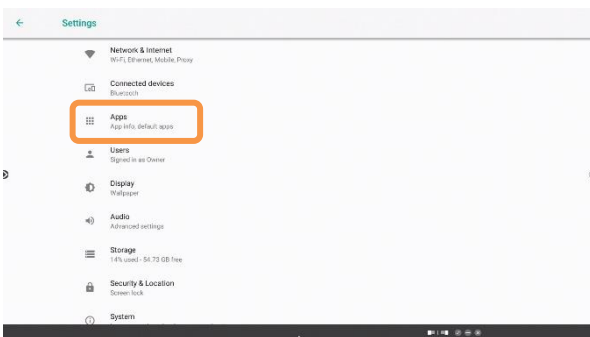 Settings
Network & Internet
Wi-Fi, Ethernet, Mobile, Proxy
Connected devices
Bluetooth
Apps
App info, default apps
Users
Signed in as Owner
Display
Wallpaper
Audio
Advanced settings
Storage
14% used - 54.73 GB free
Security & Location
Screen lock
System